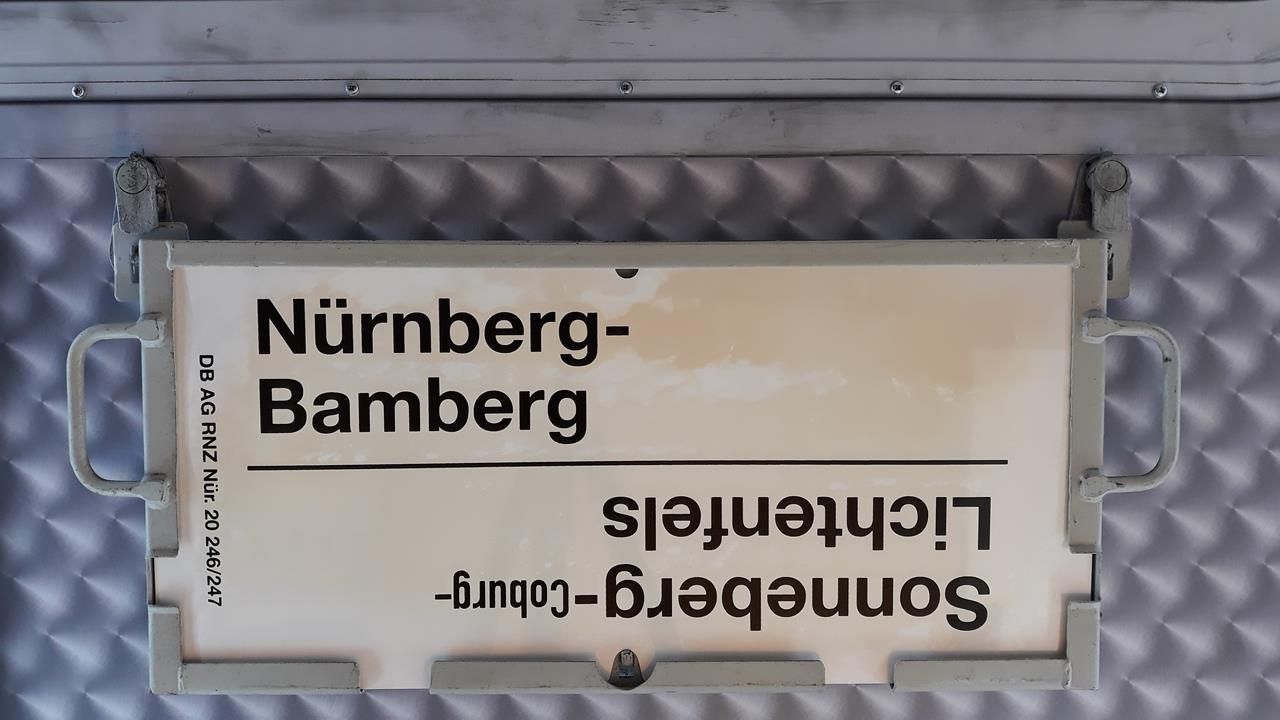 Nürnberg-
Bamberg
Sonneberg-Coburg-
Lichtenfels
DB AG RNZ Nür. 20 246/247